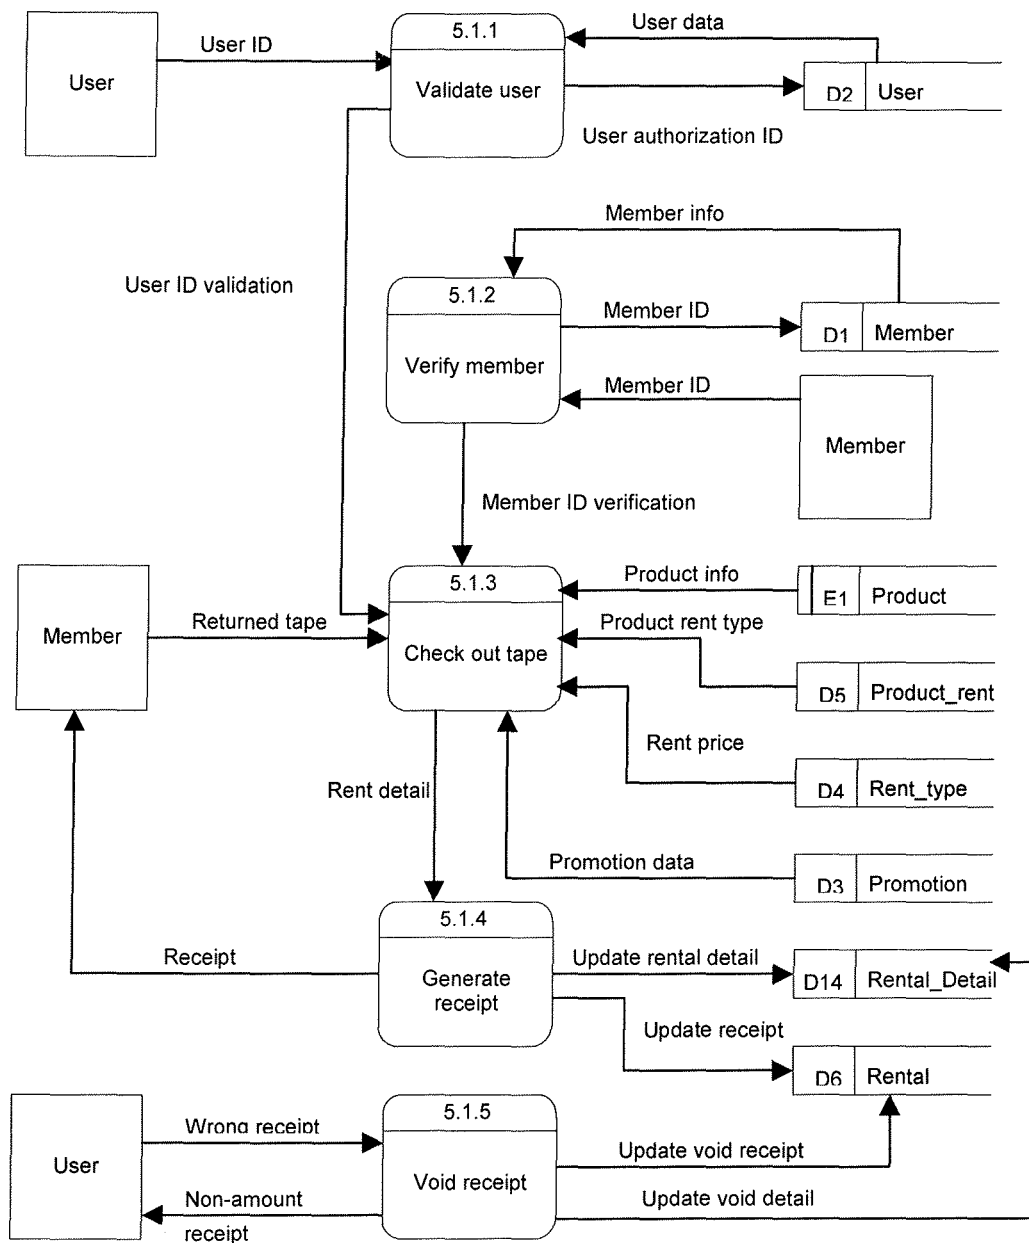 User data
5.1.1
User ID
User
Validate user
D2 User
User authorization ID
Member info
User ID validation
5.1.2
Member ID
D1 Member
Verify member
Member ID
Member
Member ID verification
5.1.3
Product info
E1 Product
Member
Returned tape
Product rent type
Check out tape
D5 Product_rent
Rent price
Rent detail
D4 Rent_type
Promotion data
D3 Promotion
5.1.4
Receipt
Update rental detail
Generate
receipt
D14 Rental_Detail
Update receipt
D6 Rental
5.1.5
Wrong receipt
User
Update void receipt
Void receipt
Non-amount
receipt
Update void detail